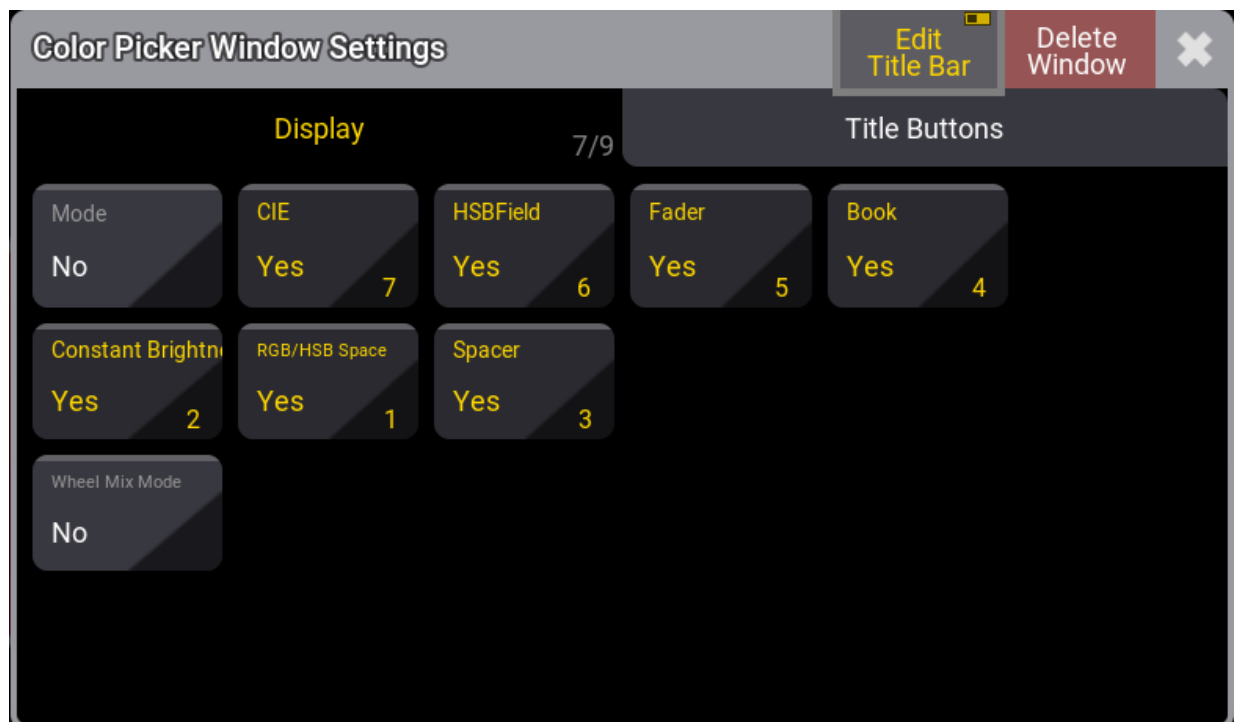 Color Picker Window Settings
Edit
Title Bar
Delete
Window
Display
7/9
Title Buttons
Mode
No
CIE
Yes
7
HSBField
Yes
6
Fader
Yes
5
Book
Yes
4
Constant Brightn
Yes
2
RGB/HSB Space
Yes
1
Spacer
Yes
3
Wheel Mix Mode
No